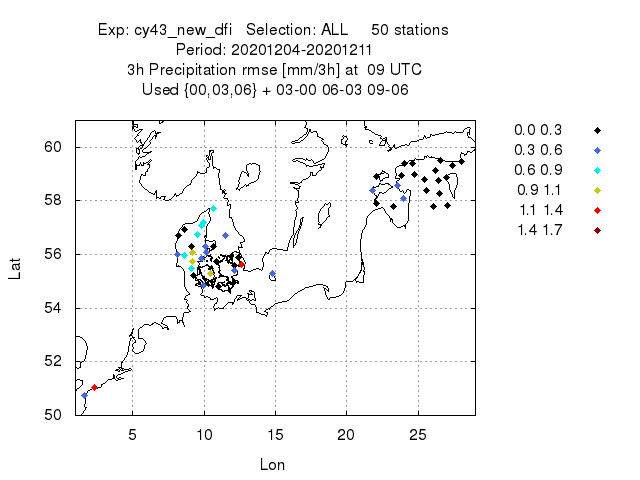 Exp: cy43_new_dfi Selection: ALL 50 stations
Period: 20201204-20201211
3h Precipitation rmse [mm/3h] at 09 UTC
Used {00,03,06} + 03-00 06-03 09-06
0.0 0.3
0.3 0.6
0.6 0.9
0.9 1.1
1.1 1.4
1.4 1.7
60
58
56
54
52
50
Lat
5 10 15 20 25
Lon